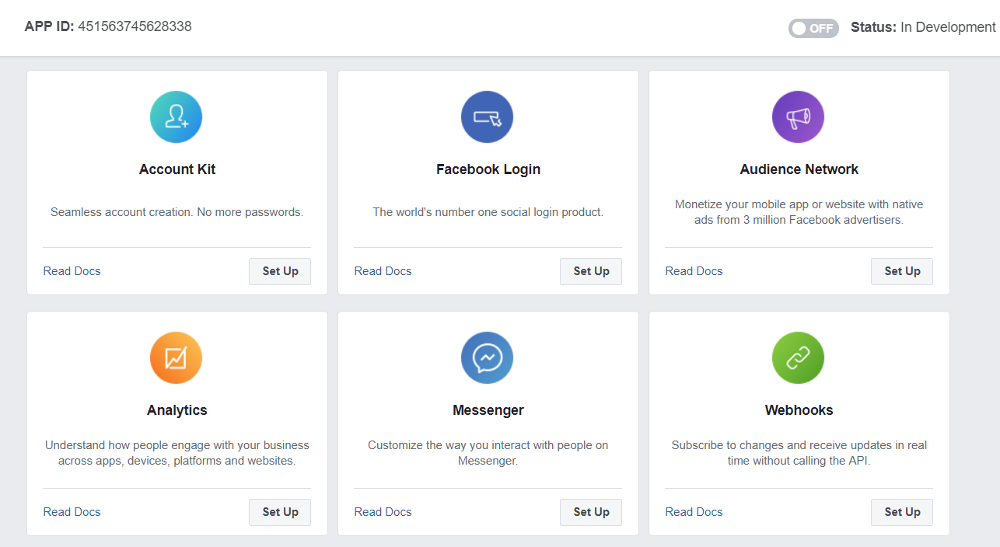 APP ID: 451563745628338
OFF
Status: In Development
Account Kit
Seamless account creation. No more passwords.
Read Docs
Set Up
Facebook Login
The world's number one social login product.
Read Docs
Set Up
Audience Network
Monetize your mobile app or website with native
ads from 3 million Facebook advertisers.
Read Docs
Set Up
Analytics
Understand how people engage with your business
across apps, devices, platforms and websites.
Read Docs
Set Up
Messenger
Customize the way you interact with people on
Messenger.
Read Docs
Set Up
Webhooks
Subscribe to changes and receive updates in real
time without calling the API.
Read Docs
Set Up